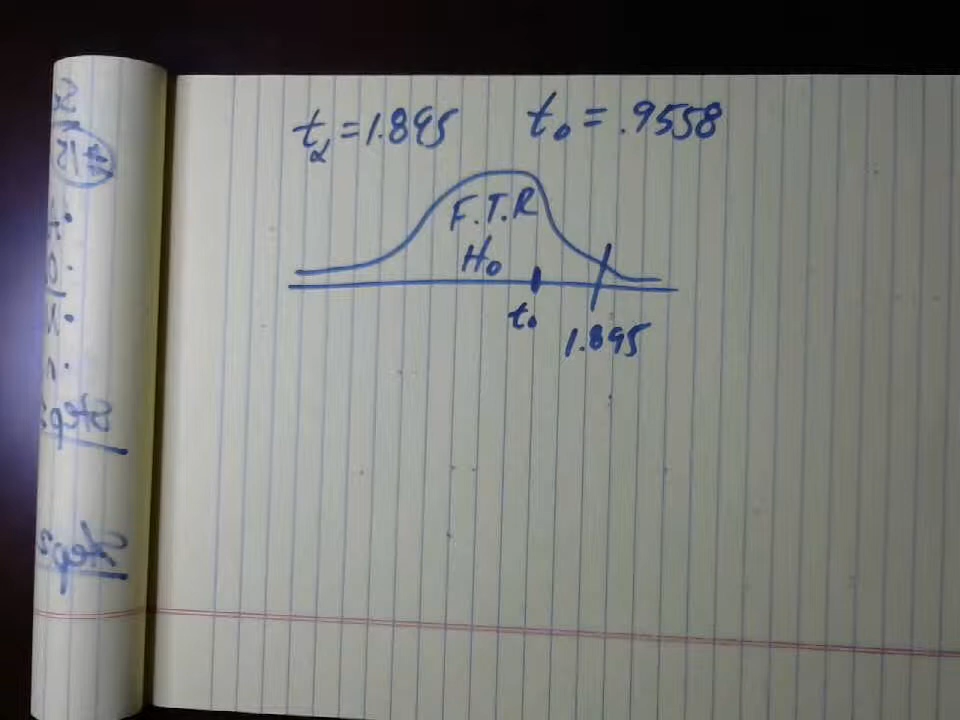 tα = 1.895 t₀ = .9558
F.T.R
H₀
t₀
1.895